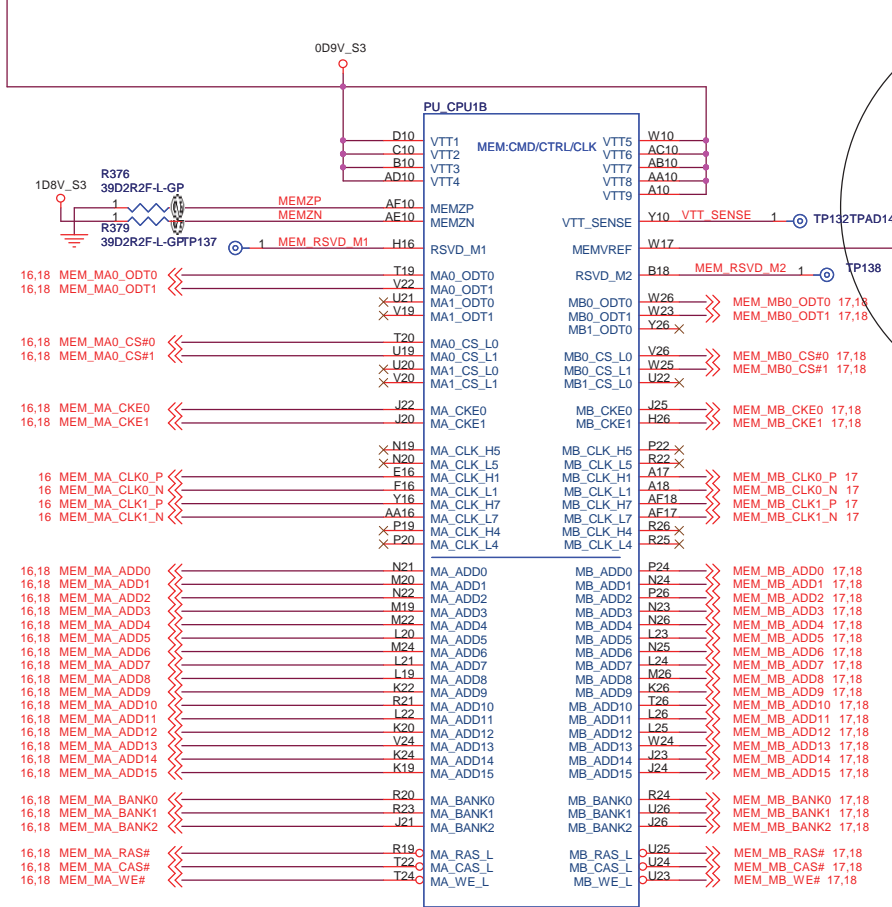 0D9V_S3
PU_CPU1B
D10 VTT1 MEM:CMD/CTRL/CLK VTT5 W10
C10 VTT2 VTT6 AC10
B10 VTT3 VTT7 AB10
AD10 VTT4 VTT8 AA10
VTT9 A10
R376
39D2R2F-L-GP
1D8V_S3
1 2 MEMZP AF10 MEMZP
1 2 MEMZN AE10 MEMZN VTT_SENSE Y10 VTT_SENSE 1 TP132TPAD14
R379
39D2R2F-L-GP
TP137 1 MEM_RSVD_M1 H16 RSVD_M1 MEMVREF W17
RSVD_M2 B18 MEM_RSVD_M2 1 TP138
16,18 MEM_MA0_ODT0 T19 MA0_ODT0
16,18 MEM_MA0_ODT1 V22 MA0_ODT1
U21 MA1_ODT0 MB0_ODT0 W26 MEM_MB0_ODT0 17,18
V19 MA1_ODT1 MB0_ODT1 W23 MEM_MB0_ODT1 17,18
MB1_ODT0 Y26
16,18 MEM_MA0_CS#0 T20 MA0_CS_L0
16,18 MEM_MA0_CS#1 U19 MA0_CS_L1 MB0_CS_L0 V26 MEM_MB0_CS#0 17,18
U20 MA1_CS_L0 MB0_CS_L1 W25 MEM_MB0_CS#1 17,18
V20 MA1_CS_L1 MB1_CS_L0 U22
16,18 MEM_MA_CKE0 J22 MA_CKE0 MB_CKE0 J25 MEM_MB_CKE0 17,18
16,18 MEM_MA_CKE1 J20 MA_CKE1 MB_CKE1 H26 MEM_MB_CKE1 17,18
N19 MA_CLK_H5 MB_CLK_H5 P22
N20 MA_CLK_L5 MB_CLK_L5 R22
16 MEM_MA_CLK0_P E16 MA_CLK_H1 MB_CLK_H1 A17 MEM_MB_CLK0_P 17
16 MEM_MA_CLK0_N F16 MA_CLK_L1 MB_CLK_L1 A18 MEM_MB_CLK0_N 17
16 MEM_MA_CLK1_P Y16 MA_CLK_H7 MB_CLK_H7 AF18 MEM_MB_CLK1_P 17
16 MEM_MA_CLK1_N AA16 MA_CLK_L7 MB_CLK_L7 AF17 MEM_MB_CLK1_N 17
P19 MA_CLK_H4 MB_CLK_H4 R26
P20 MA_CLK_L4 MB_CLK_L4 R25
16,18 MEM_MA_ADD0 N21 MA_ADD0 MB_ADD0 P24 MEM_MB_ADD0 17,18
16,18 MEM_MA_ADD1 M20 MA_ADD1 MB_ADD1 N24 MEM_MB_ADD1 17,18
16,18 MEM_MA_ADD2 N22 MA_ADD2 MB_ADD2 P26 MEM_MB_ADD2 17,18
16,18 MEM_MA_ADD3 M19 MA_ADD3 MB_ADD3 N23 MEM_MB_ADD3 17,18
16,18 MEM_MA_ADD4 M22 MA_ADD4 MB_ADD4 N26 MEM_MB_ADD4 17,18
16,18 MEM_MA_ADD5 L20 MA_ADD5 MB_ADD5 L23 MEM_MB_ADD5 17,18
16,18 MEM_MA_ADD6 M24 MA_ADD6 MB_ADD6 N25 MEM_MB_ADD6 17,18
16,18 MEM_MA_ADD7 L21 MA_ADD7 MB_ADD7 L24 MEM_MB_ADD7 17,18
16,18 MEM_MA_ADD8 L19 MA_ADD8 MB_ADD8 M26 MEM_MB_ADD8 17,18
16,18 MEM_MA_ADD9 K22 MA_ADD9 MB_ADD9 K26 MEM_MB_ADD9 17,18
16,18 MEM_MA_ADD10 R21 MA_ADD10 MB_ADD10 T26 MEM_MB_ADD10 17,18
16,18 MEM_MA_ADD11 L22 MA_ADD11 MB_ADD11 L26 MEM_MB_ADD11 17,18
16,18 MEM_MA_ADD12 K20 MA_ADD12 MB_ADD12 L25 MEM_MB_ADD12 17,18
16,18 MEM_MA_ADD13 V24 MA_ADD13 MB_ADD13 W24 MEM_MB_ADD13 17,18
16,18 MEM_MA_ADD14 K24 MA_ADD14 MB_ADD14 J23 MEM_MB_ADD14 17,18
16,18 MEM_MA_ADD15 K19 MA_ADD15 MB_ADD15 J24 MEM_MB_ADD15 17,18
16,18 MEM_MA_BANK0 R20 MA_BANK0 MB_BANK0 R24 MEM_MB_BANK0 17,18
16,18 MEM_MA_BANK1 R23 MA_BANK1 MB_BANK1 U26 MEM_MB_BANK1 17,18
16,18 MEM_MA_BANK2 J21 MA_BANK2 MB_BANK2 J26 MEM_MB_BANK2 17,18
16,18 MEM_MA_RAS# R19 MA_RAS_L MB_RAS_L U25 MEM_MB_RAS# 17,18
16,18 MEM_MA_CAS# T22 MA_CAS_L MB_CAS_L U24 MEM_MB_CAS# 17,18
16,18 MEM_MA_WE# T24 MA_WE_L MB_WE_L U23 MEM_MB_WE# 17,18